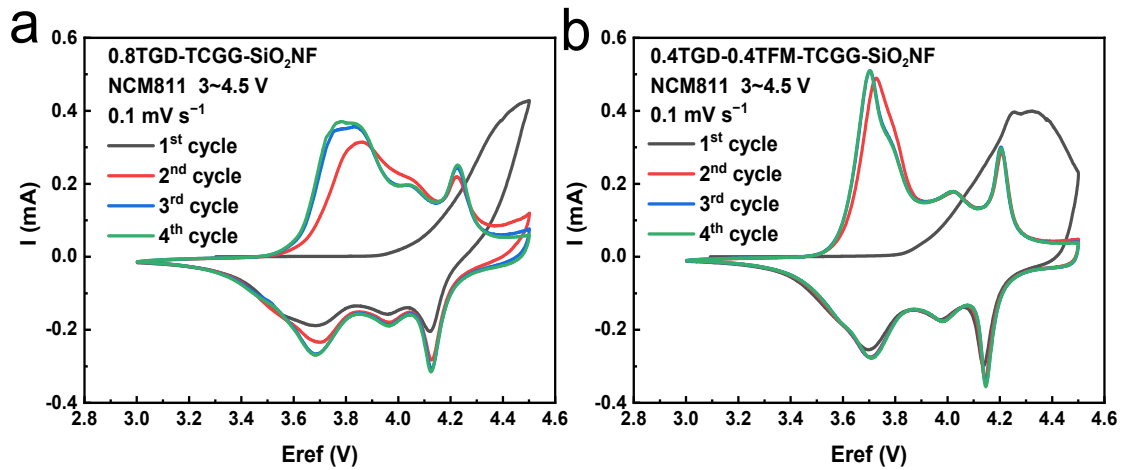 a
0.8TGD-TCGG-SiO₂NF
NCM811 3~4.5 V
0.1 mV s⁻¹
1ˢᵗ cycle
2ⁿᵈ cycle
3ʳᵈ cycle
4ᵗʰ cycle
I (mA)
0.6
0.4
0.2
0.0
-0.2
-0.4
2.8 3.0 3.2 3.4 3.6 3.8 4.0 4.2 4.4 4.6
Eref (V)
b
0.4TGD-0.4TFM-TCGG-SiO₂NF
NCM811 3~4.5 V
0.1 mV s⁻¹
1ˢᵗ cycle
2ⁿᵈ cycle
3ʳᵈ cycle
4ᵗʰ cycle
I (mA)
0.6
0.4
0.2
0.0
-0.2
-0.4
2.8 3.0 3.2 3.4 3.6 3.8 4.0 4.2 4.4 4.6
Eref (V)